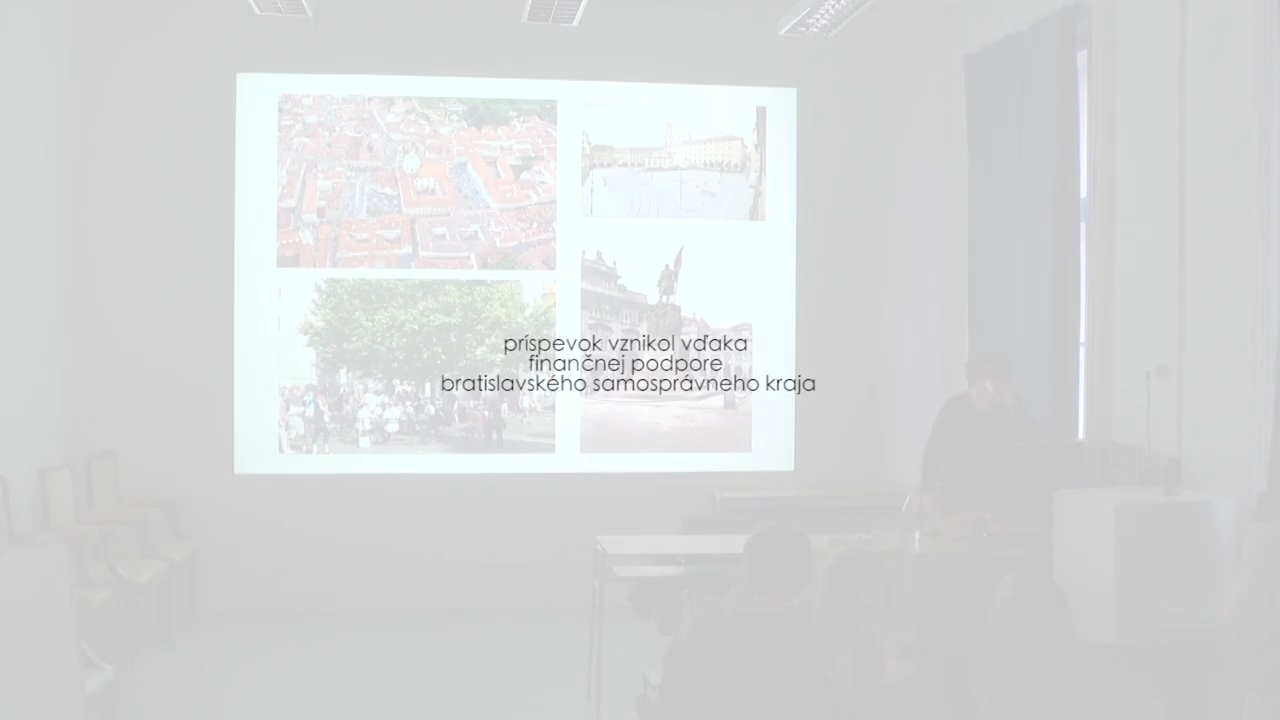 príspevok vznikol vďaka
finančnej podpore
bratislavského samosprávneho kraja